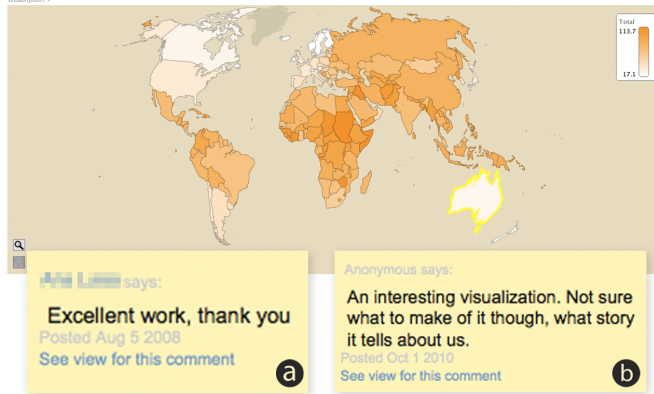 Total
113.7
17.1
says:
Excellent work, thank you
Posted Aug 5 2008
See view for this comment
a
Anonymous says:
An interesting visualization. Not sure
what to make of it though, what story
it tells about us.
Posted Oct 1 2010
See view for this comment
b